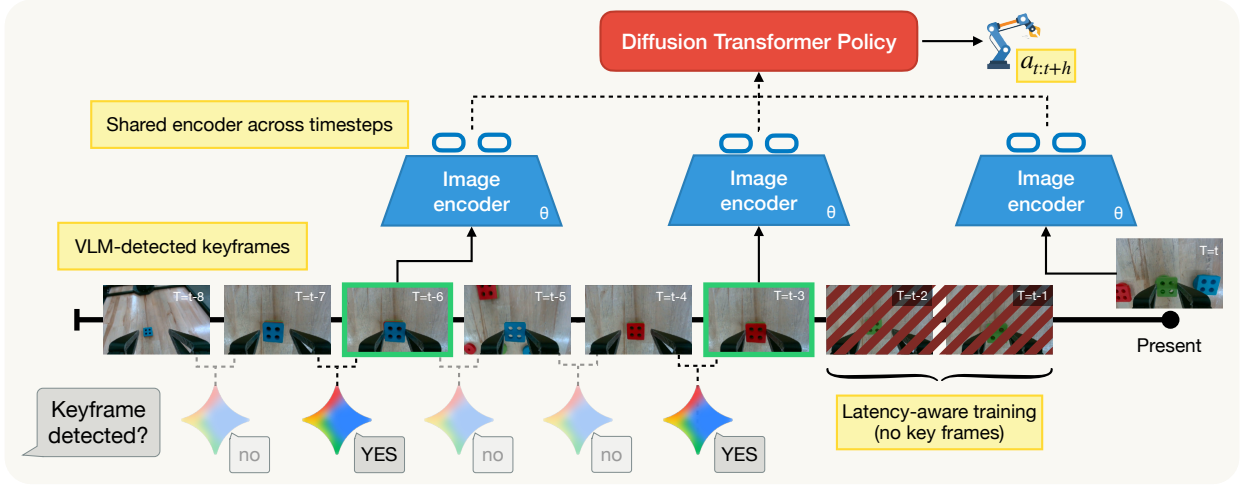 Diffusion Transformer Policy
a_{t:t+h}
Shared encoder across timesteps
Image
encoder
θ
Image
encoder
θ
Image
encoder
θ
VLM-detected keyframes
T=t
T=t-8
T=t-7
T=t-6
T=t-5
T=t-4
T=t-3
T=t-2
T=t-1
Present
Keyframe
detected?
no
YES
no
no
YES
Latency-aware training
(no key frames)